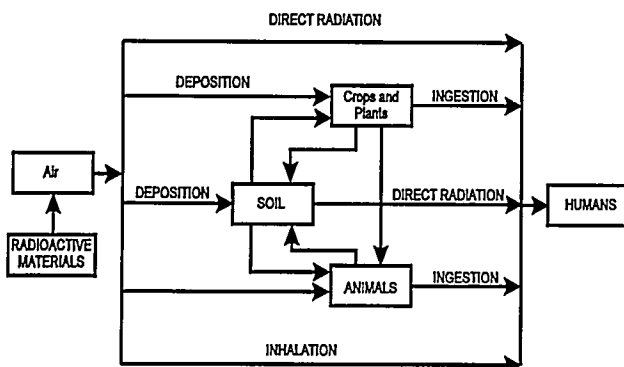 DIRECT RADIATION
DEPOSITION
Crops and
Plants
INGESTION
Air
DEPOSITION
SOIL
DIRECT RADIATION
HUMANS
RADIOACTIVE
MATERIALS
ANIMALS
INGESTION
INHALATION